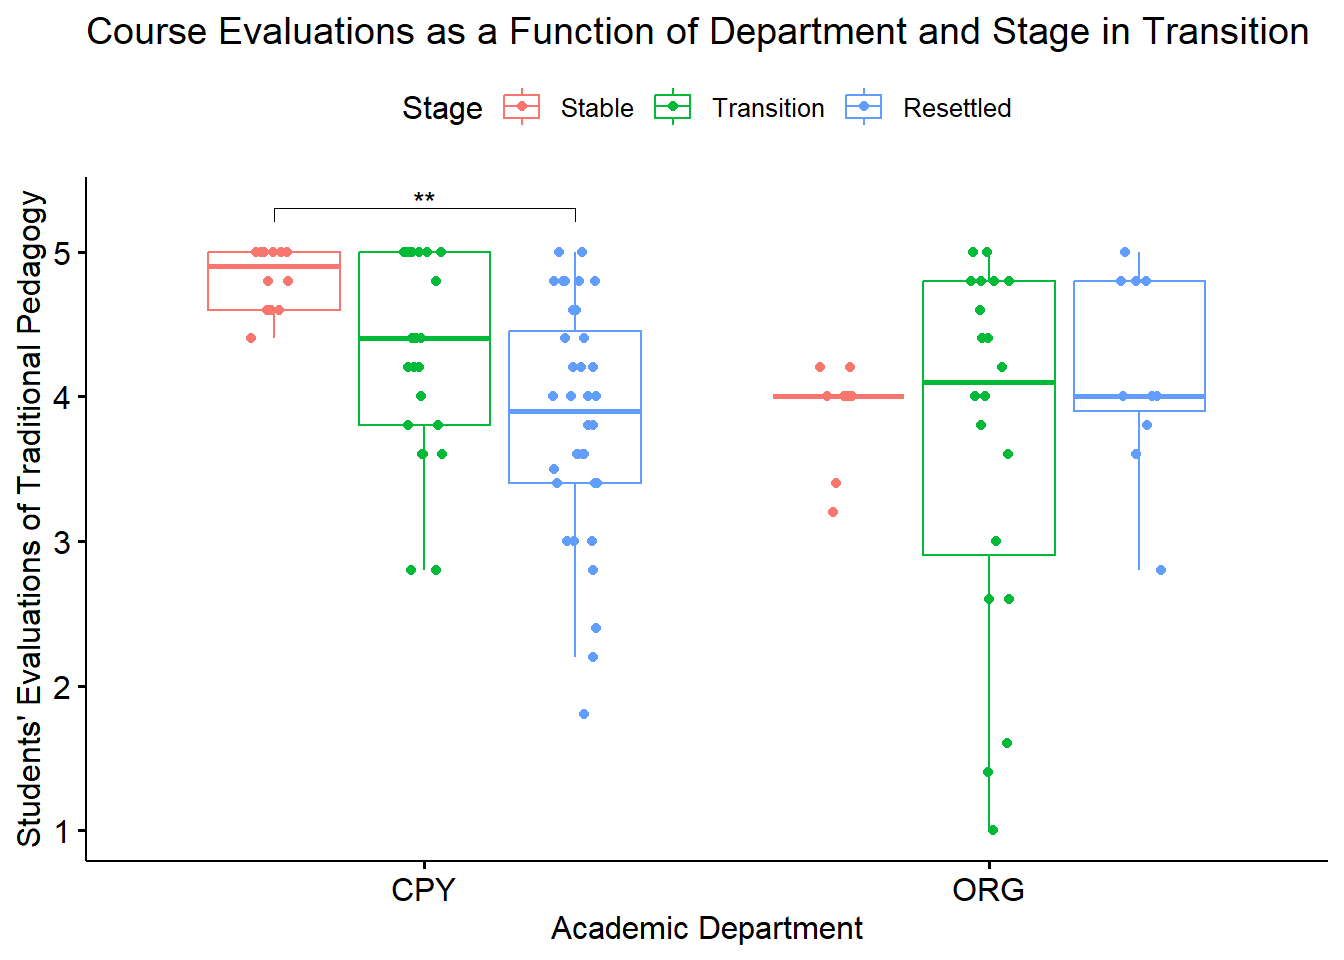 Course Evaluations as a Function of Department and Stage in Transition
Stage Stable Transition Resettled
**
Students' Evaluations of Traditional Pedagogy
5
4
3
2
1
CPY ORG
Academic Department